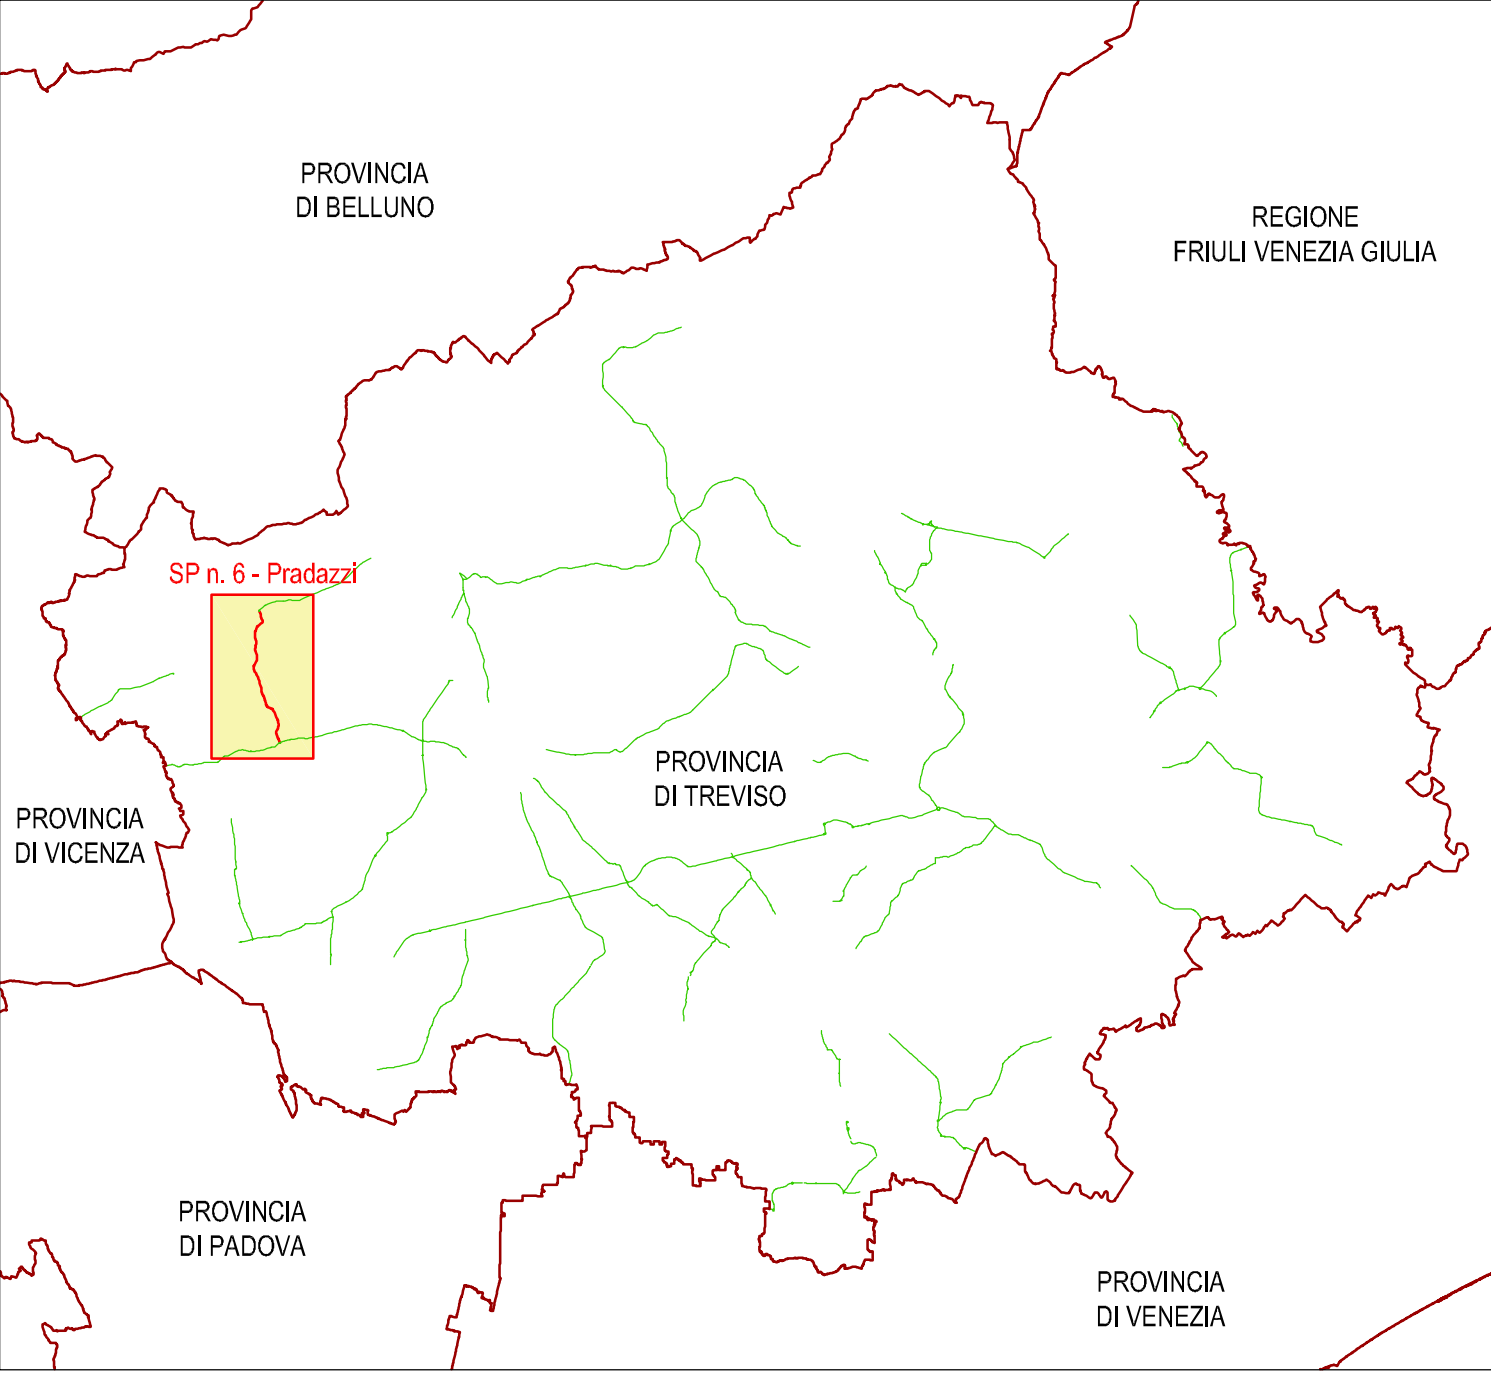 PROVINCIA
DI BELLUNO
REGIONE
FRIULI VENEZIA GIULIA
SP n. 6 - Pradazzi
PROVINCIA
DI TREVISO
PROVINCIA
DI VICENZA
PROVINCIA
DI PADOVA
PROVINCIA
DI VENEZIA